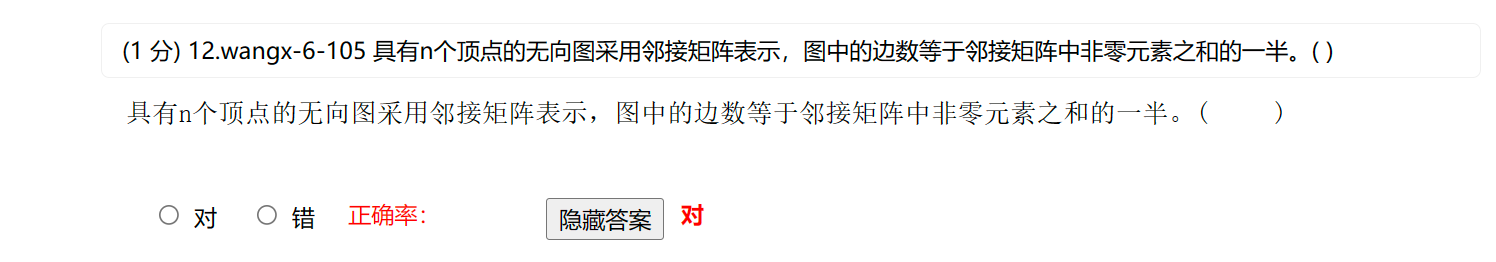 (1 分) 12.wangx-6-105 具有n个顶点的无向图采用邻接矩阵表示，图中的边数等于邻接矩阵中非零元素之和的一半。( )
具有n个顶点的无向图采用邻接矩阵表示，图中的边数等于邻接矩阵中非零元素之和的一半。(　　)
对 错 正确率： 隐藏答案 对